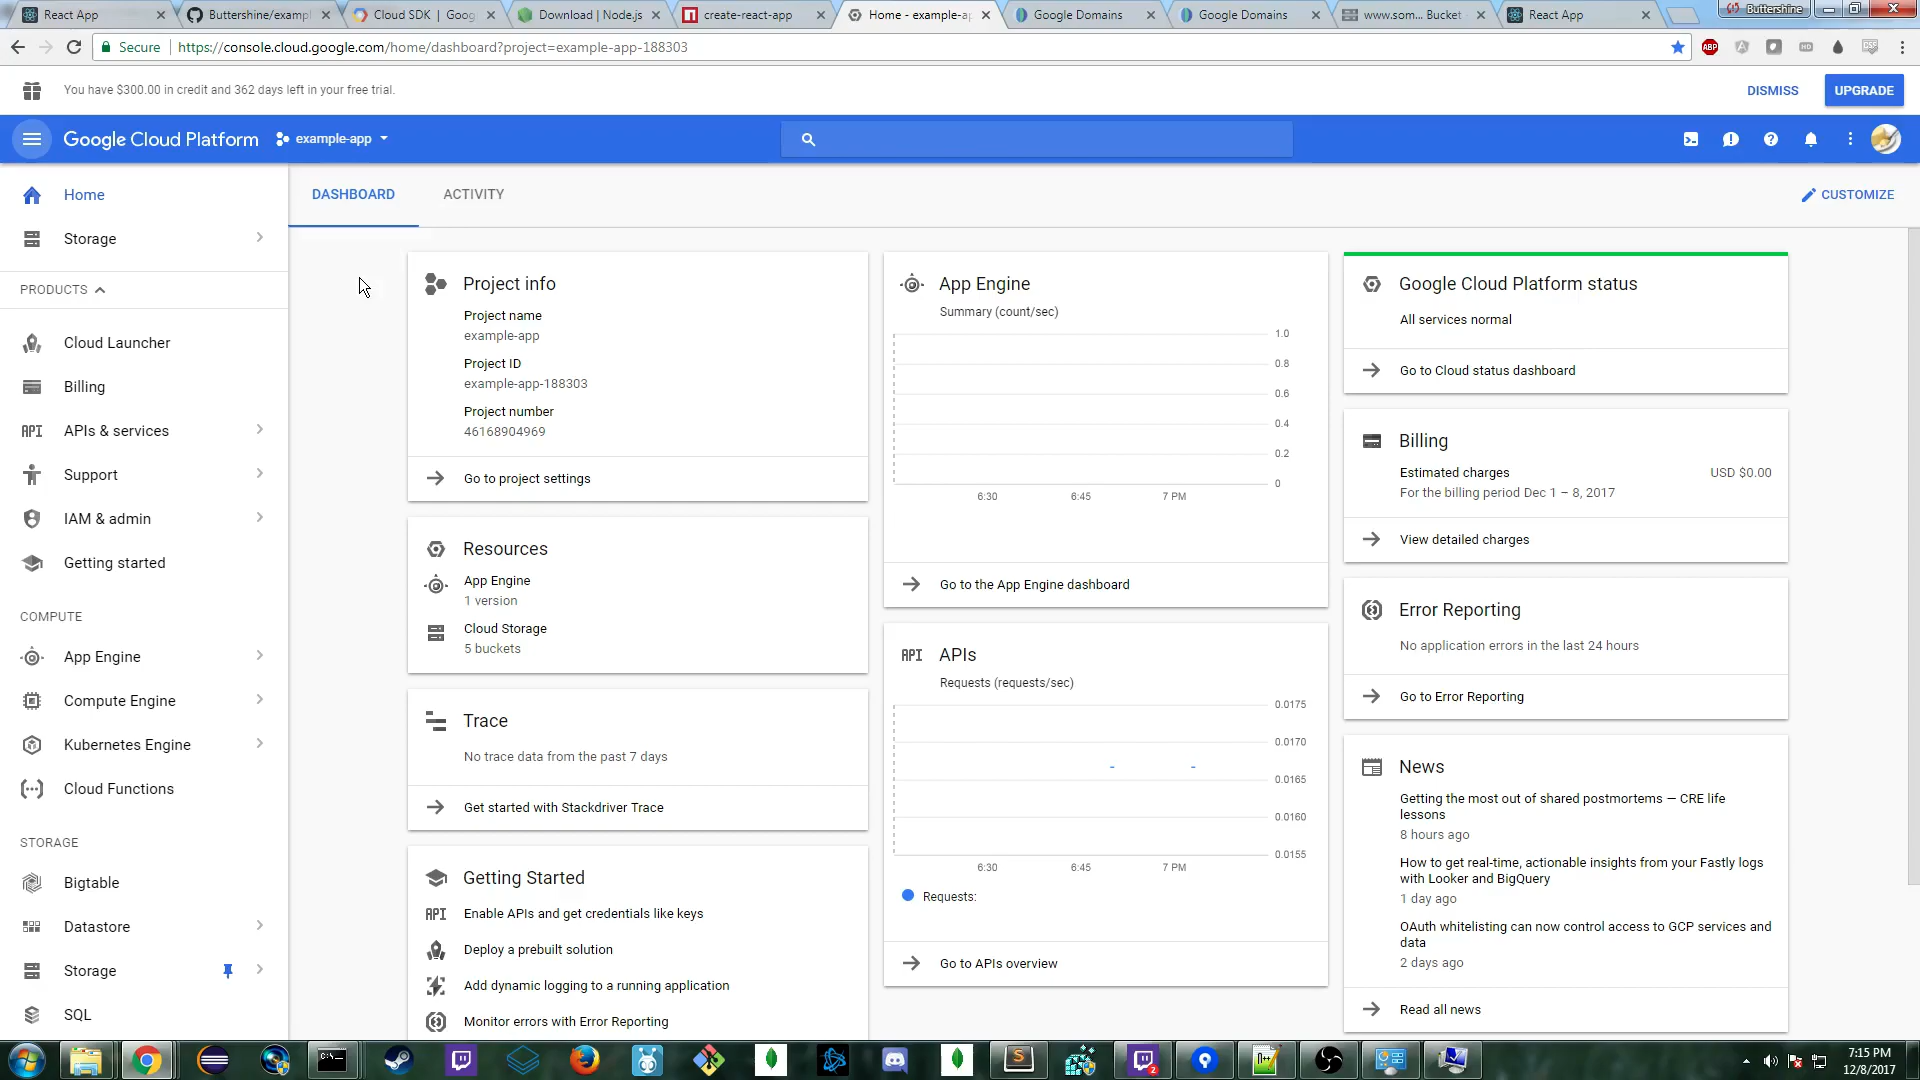 React App
Buttershine/exampl
Cloud SDK | Goog
Download | Node.js
create-react-app
Home - example-ap
Google Domains
Google Domains
www.som... Bucket
React App
Buttershine
Secure
https://console.cloud.google.com/home/dashboard?project=example-app-188303
ABP
HD
CSS
You have $300.00 in credit and 362 days left in your free trial.
DISMISS
UPGRADE
Google Cloud Platform
example-app
Home
Storage
PRODUCTS
Cloud Launcher
Billing
API
APIs & services
Support
IAM & admin
Getting started
COMPUTE
App Engine
Compute Engine
Kubernetes Engine
Cloud Functions
STORAGE
Bigtable
Datastore
Storage
SQL
DASHBOARD
ACTIVITY
CUSTOMIZE
Project info
Project name
example-app
Project ID
example-app-188303
Project number
46168904969
Go to project settings
Resources
App Engine
1 version
Cloud Storage
5 buckets
Trace
No trace data from the past 7 days
Get started with Stackdriver Trace
Getting Started
API
Enable APIs and get credentials like keys
Deploy a prebuilt solution
Add dynamic logging to a running application
Monitor errors with Error Reporting
App Engine
Summary (count/sec)
1.0
0.8
0.6
0.4
0.2
0
6:30
6:45
7 PM
Go to the App Engine dashboard
API
APIs
Requests (requests/sec)
0.0175
0.0170
0.0165
0.0160
0.0155
6:30
6:45
7 PM
Requests:
Go to APIs overview
Google Cloud Platform status
All services normal
Go to Cloud status dashboard
Billing
Estimated charges
USD $0.00
For the billing period Dec 1 – 8, 2017
View detailed charges
Error Reporting
No application errors in the last 24 hours
Go to Error Reporting
News
Getting the most out of shared postmortems — CRE life
lessons
8 hours ago
How to get real-time, actionable insights from your Fastly logs
with Looker and BigQuery
1 day ago
OAuth whitelisting can now control access to GCP services and
data
2 days ago
Read all news
2
7:15 PM
12/8/2017